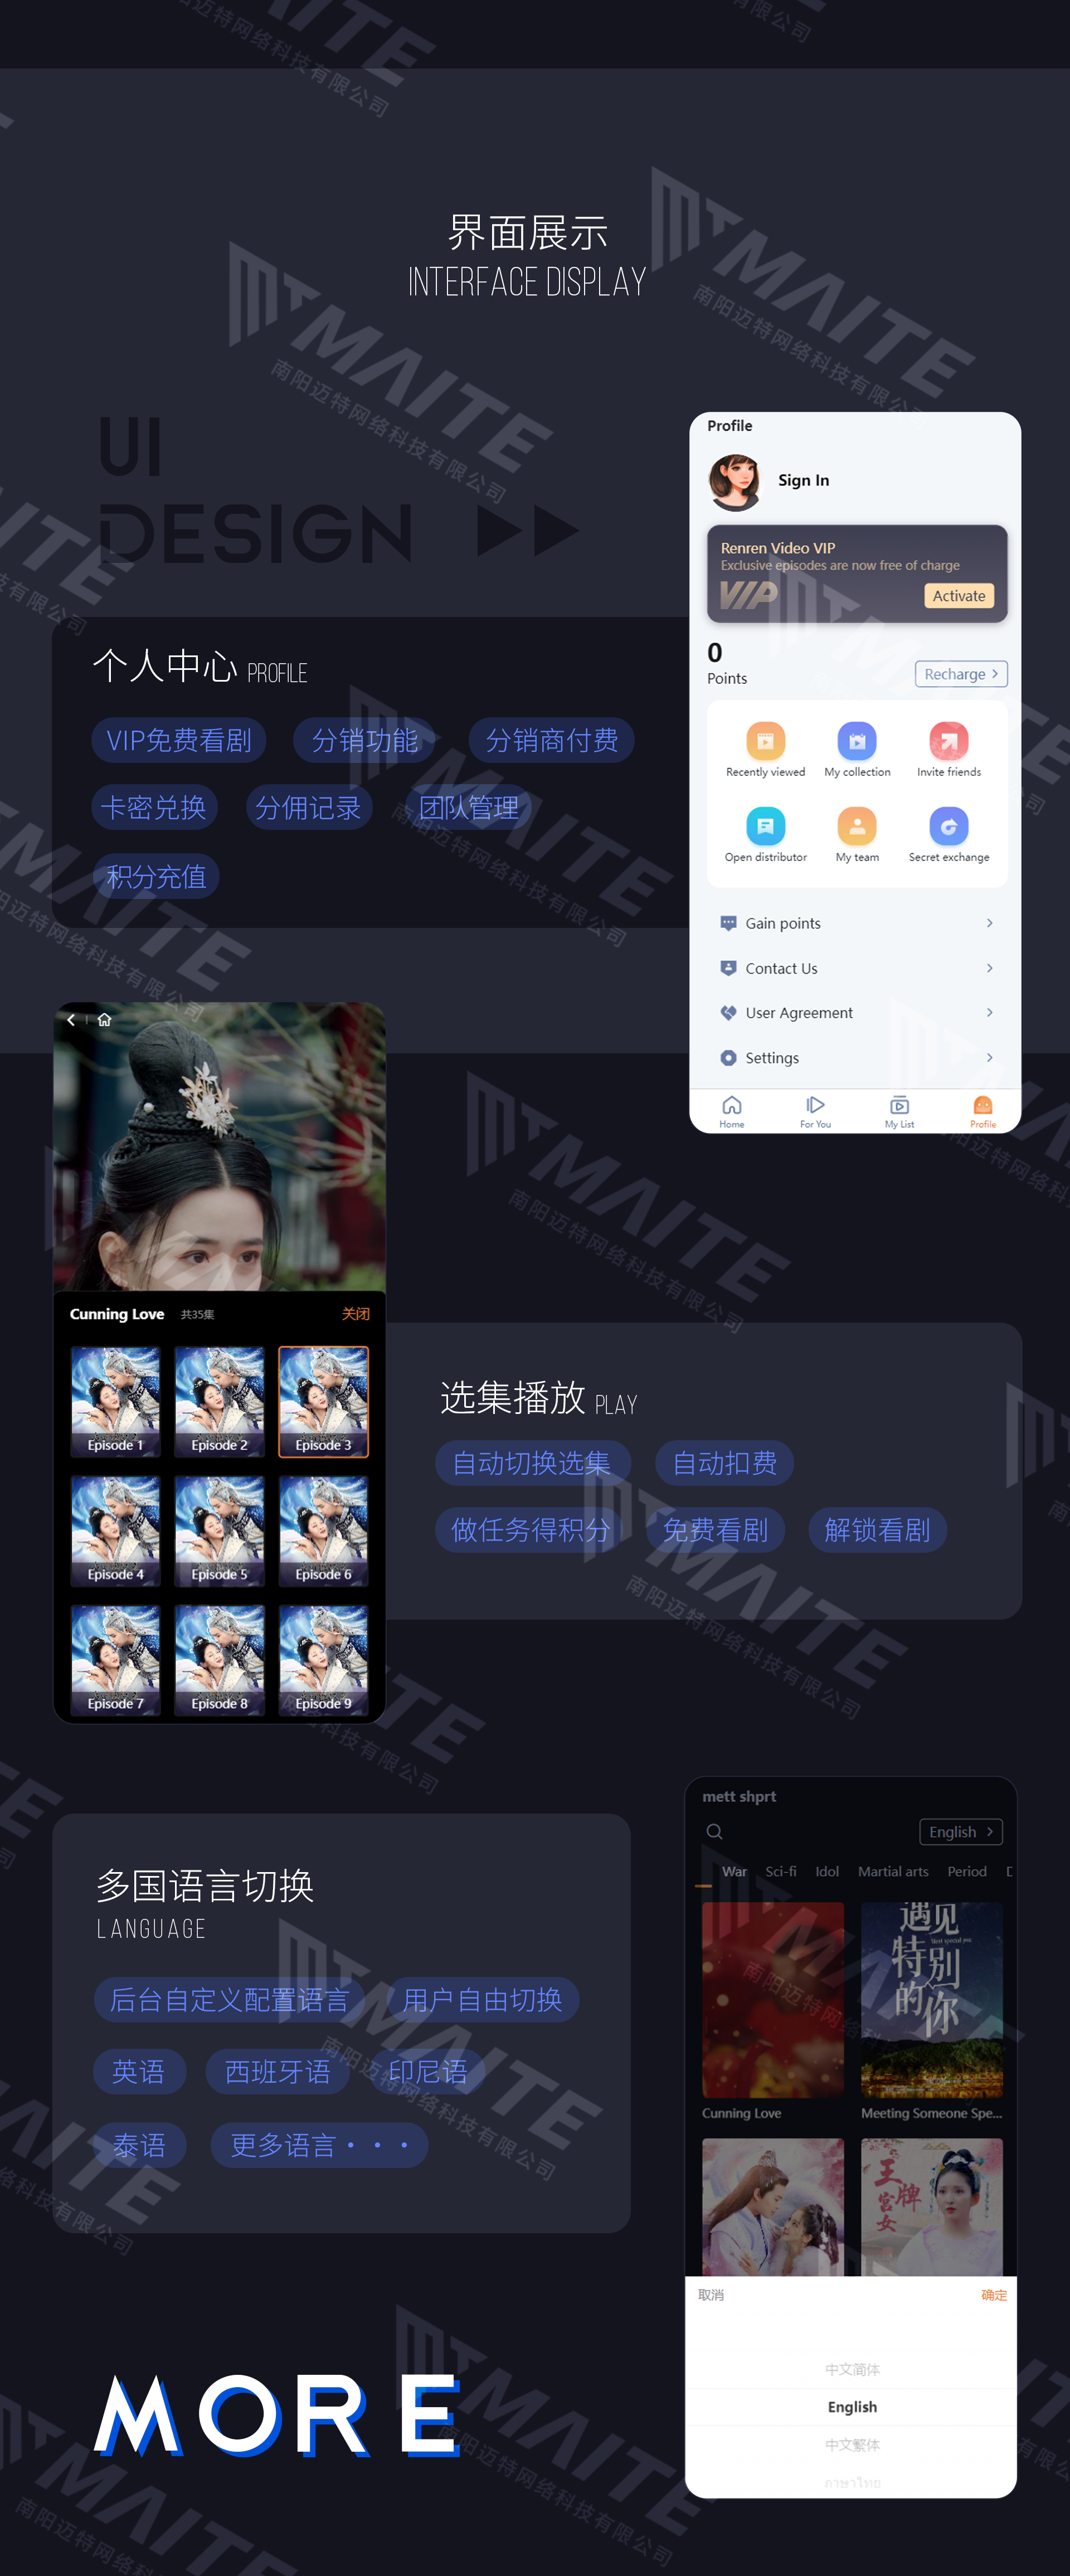 界面展示
INTERFACE DISPLAY
UI
DESIGN
个人中心 PROFILE
VIP免费看剧 分销功能 分销商付费
卡密兑换 分佣记录 团队管理
积分充值
Profile
Sign In
Renren Video VIP
Exclusive episodes are now free of charge
VIP
Activate
0
Points
Recharge
Recently viewed My collection Invite friends
Open distributor My team Secret exchange
Gain points
Contact Us
User Agreement
Settings
Home For You My List Profile
Cunning Love 共35集 关闭
Episode 1 Episode 2 Episode 3
Episode 4 Episode 5 Episode 6
Episode 7 Episode 8 Episode 9
选集播放 PLAY
自动切换选集 自动扣费
做任务得积分 免费看剧 解锁看剧
多国语言切换
LANGUAGE
后台自定义配置语言 用户自由切换
英语 西班牙语 印尼语
泰语 更多语言···
MORE
mett shprt
English
War Sci-fi Idol Martial arts Period
遇见
特别
的你
Meet special you
Cunning Love Meeting Someone Spe...
王牌
宫女
取消 确定
中文简体
English
中文繁体
ภาษาไทย
MAITE
南阳迈特网络科技有限公司